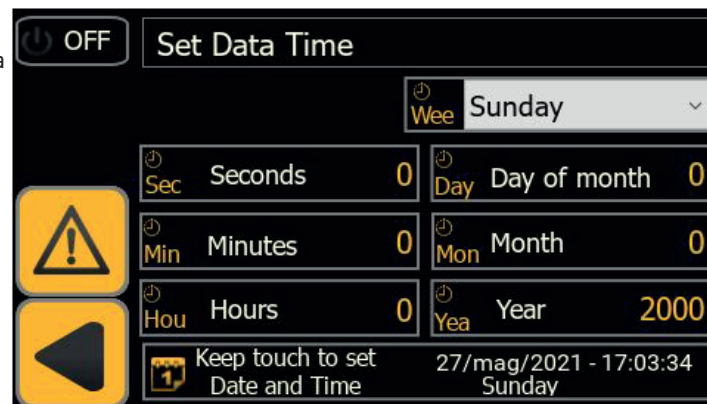 OFF
Set Data Time
a
Wee Sunday
Sec Seconds 0
Day Day of month 0
Min Minutes 0
Mon Month 0
Hou Hours 0
Yea Year 2000
1
Keep touch to set
Date and Time
27/mag/2021 - 17:03:34
Sunday